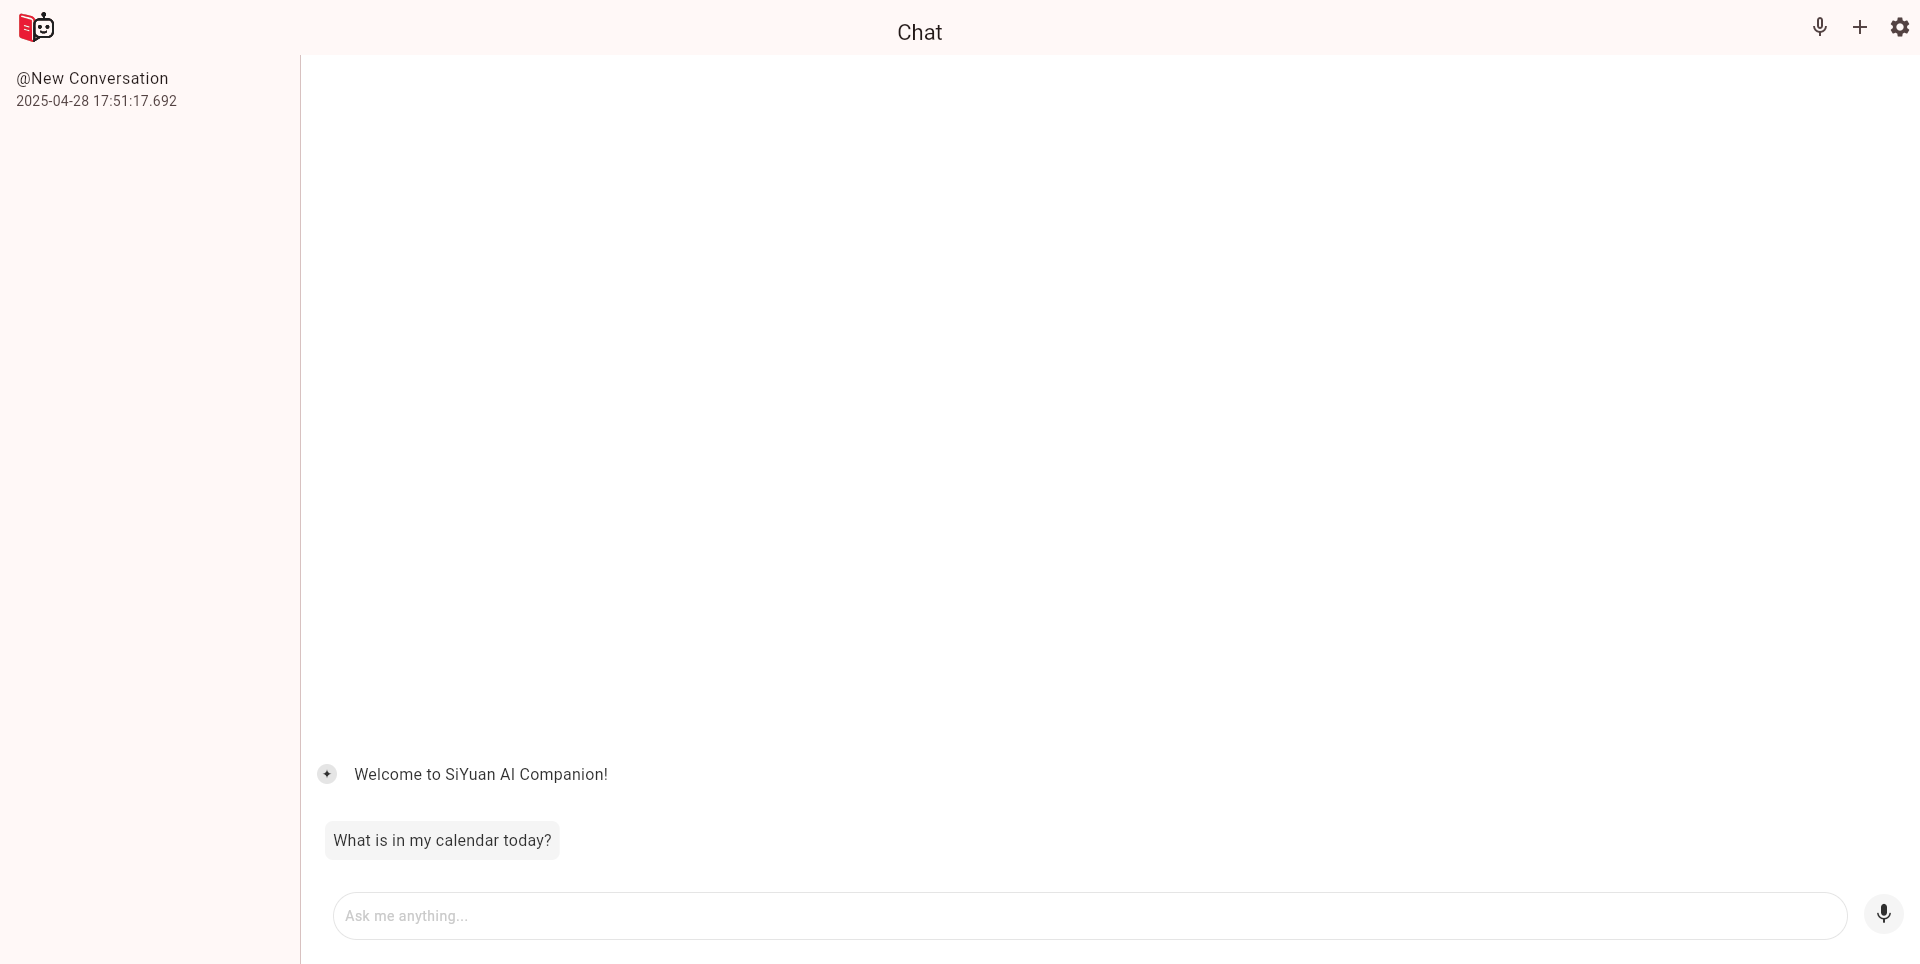 Chat
@New Conversation
2025-04-28 17:51:17.692
Welcome to SiYuan AI Companion!
What is in my calendar today?
Ask me anything...